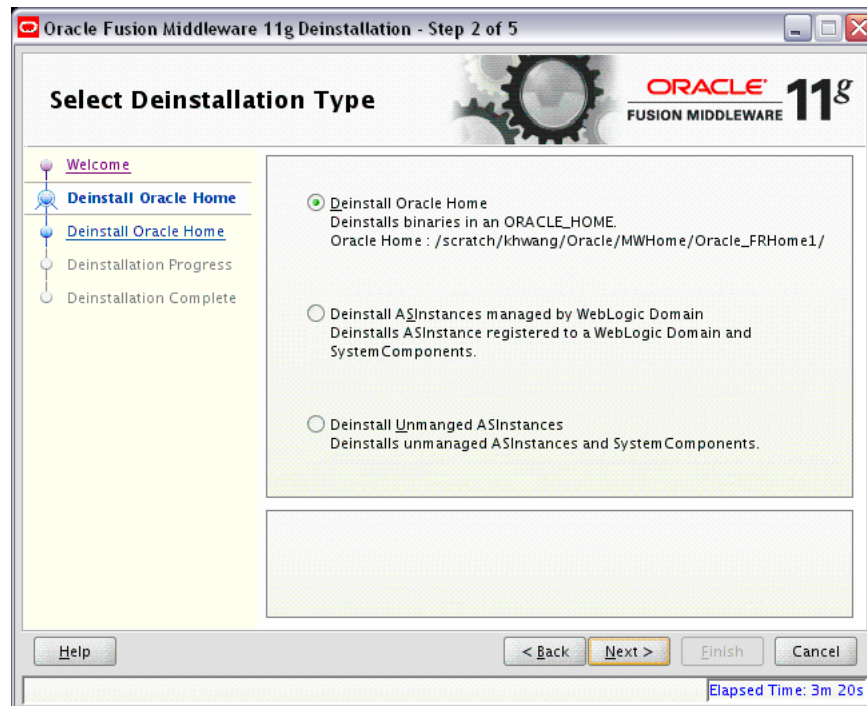 Oracle Fusion Middleware 11g Deinstallation - Step 2 of 5
Select Deinstallation Type
ORACLE
FUSION MIDDLEWARE
11g
Welcome
Deinstall Oracle Home
Deinstall Oracle Home
Deinstallation Progress
Deinstallation Complete
Deinstall Oracle Home
Deinstalls binaries in an ORACLE_HOME.
Oracle Home : /scratch/khwang/Oracle/MWHome/Oracle_FRHome1/
Deinstall ASInstances managed by WebLogic Domain
Deinstalls ASInstance registered to a WebLogic Domain and
SystemComponents.
Deinstall Unmanged ASInstances
Deinstalls unmanaged ASInstances and SystemComponents.
Help
< Back
Next >
Finish
Cancel
Elapsed Time: 3m 20s